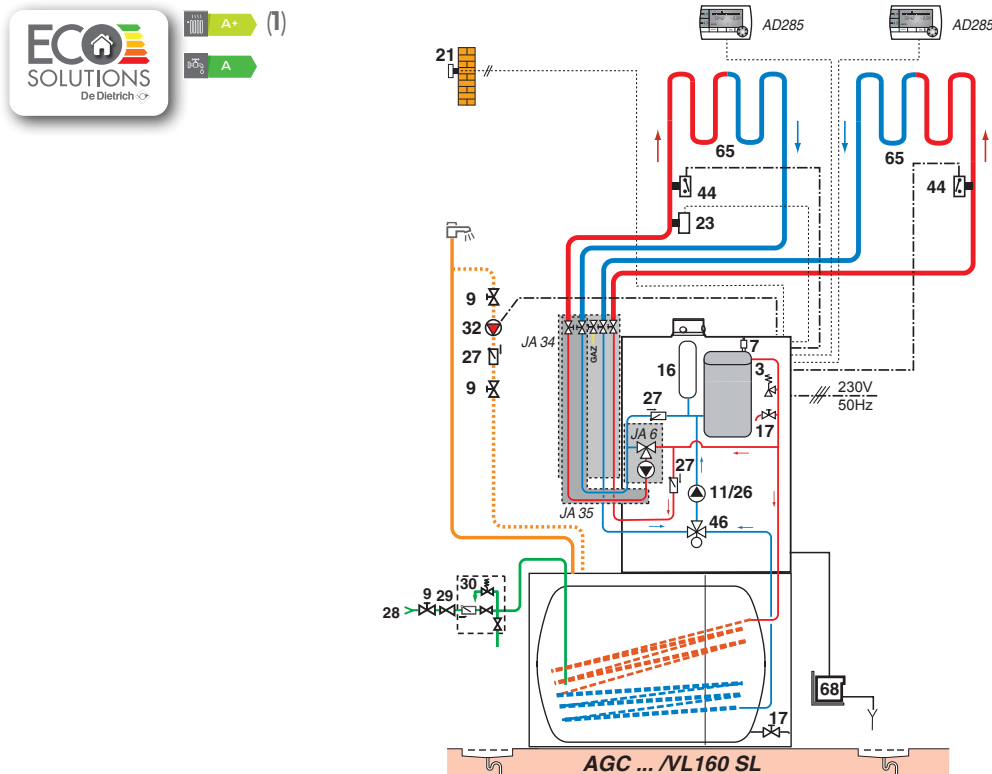 ECO
SOLUTIONS
De Dietrich
A+
(1)
A
AD285
AD285
21
65
65
44
44
23
9
32
27
9
JA 34
GAZ
7
16
3
27
17
230V
50Hz
JA 6
27
11/26
JA 35
46
9
29
30
28
68
17
AGC ... /VL160 SL